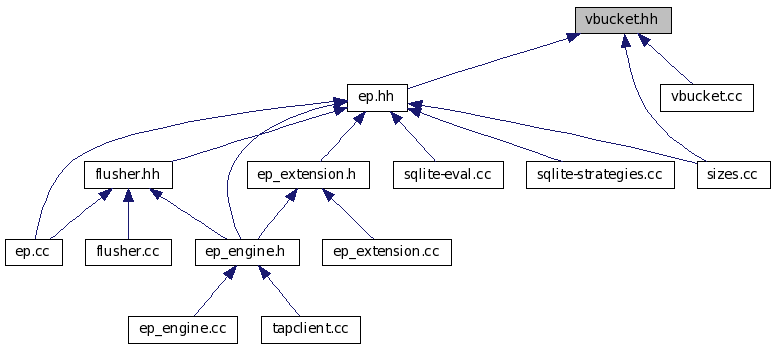 vbucket.hh
ep.hh
vbucket.cc
flusher.hh
ep_extension.h
sqlite-eval.cc
sqlite-strategies.cc
sizes.cc
ep.cc
flusher.cc
ep_engine.h
ep_extension.cc
ep_engine.cc
tapclient.cc